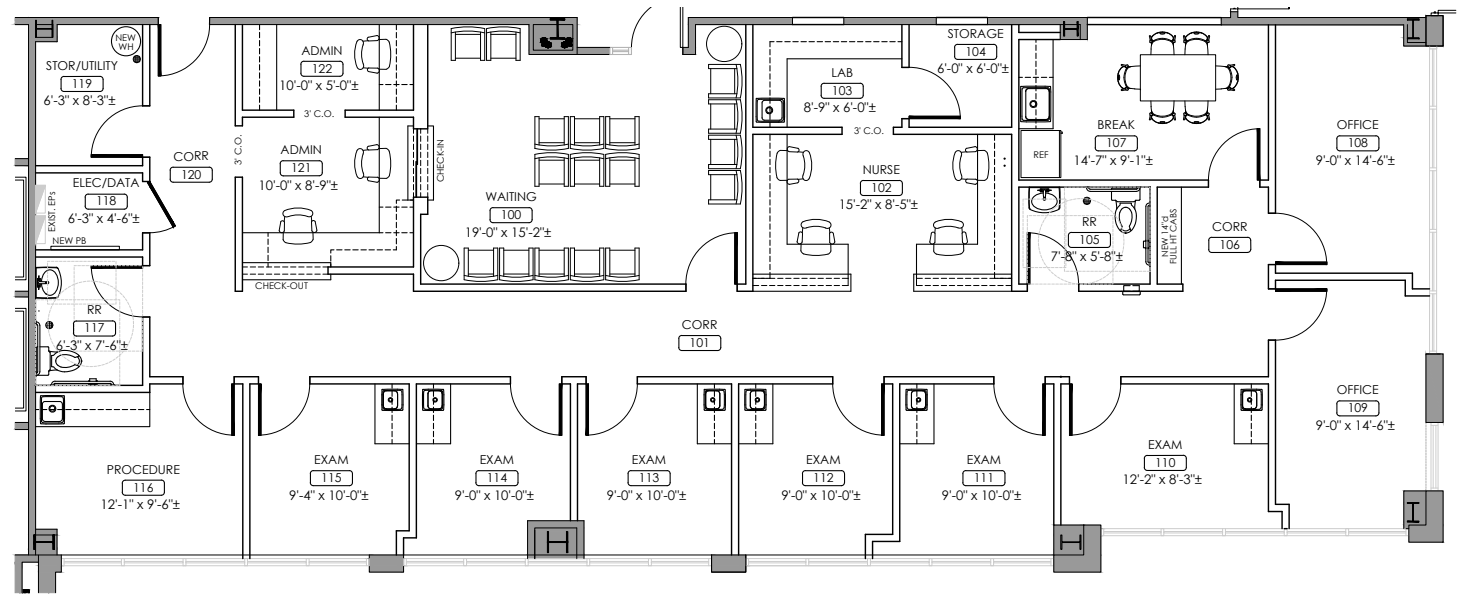 NEW
WH
STOR/UTILITY
119
6'-3" x 8'-3"±
ADMIN
122
10'-0" x 5'-0"±
3' C.O.
ADMIN
121
10'-0" x 8'-9"±
3' C.O.
CORR
120
CHECK-IN
ELEC/DATA
118
6'-3" x 4'-6"±
EXIST. EPS
NEW PB
RR
117
6'-3" x 7'-6"±
CHECK-OUT
WAITING
100
19'-0" x 15'-2"±
LAB
103
8'-9" x 6'-0"±
STORAGE
104
6'-0" x 6'-0"±
3' C.O.
NURSE
102
15'-2" x 8'-5"±
REF
BREAK
107
14'-7" x 9'-1"±
RR
105
7'-8" x 5'-8"±
NEW 14"d
FULL HT CABS
CORR
106
OFFICE
108
9'-0" x 14'-6"±
CORR
101
OFFICE
109
9'-0" x 14'-6"±
PROCEDURE
116
12'-1" x 9'-6"±
EXAM
115
9'-4" x 10'-0"±
EXAM
114
9'-0" x 10'-0"±
EXAM
113
9'-0" x 10'-0"±
EXAM
112
9'-0" x 10'-0"±
EXAM
111
9'-0" x 10'-0"±
EXAM
110
12'-2" x 8'-3"±